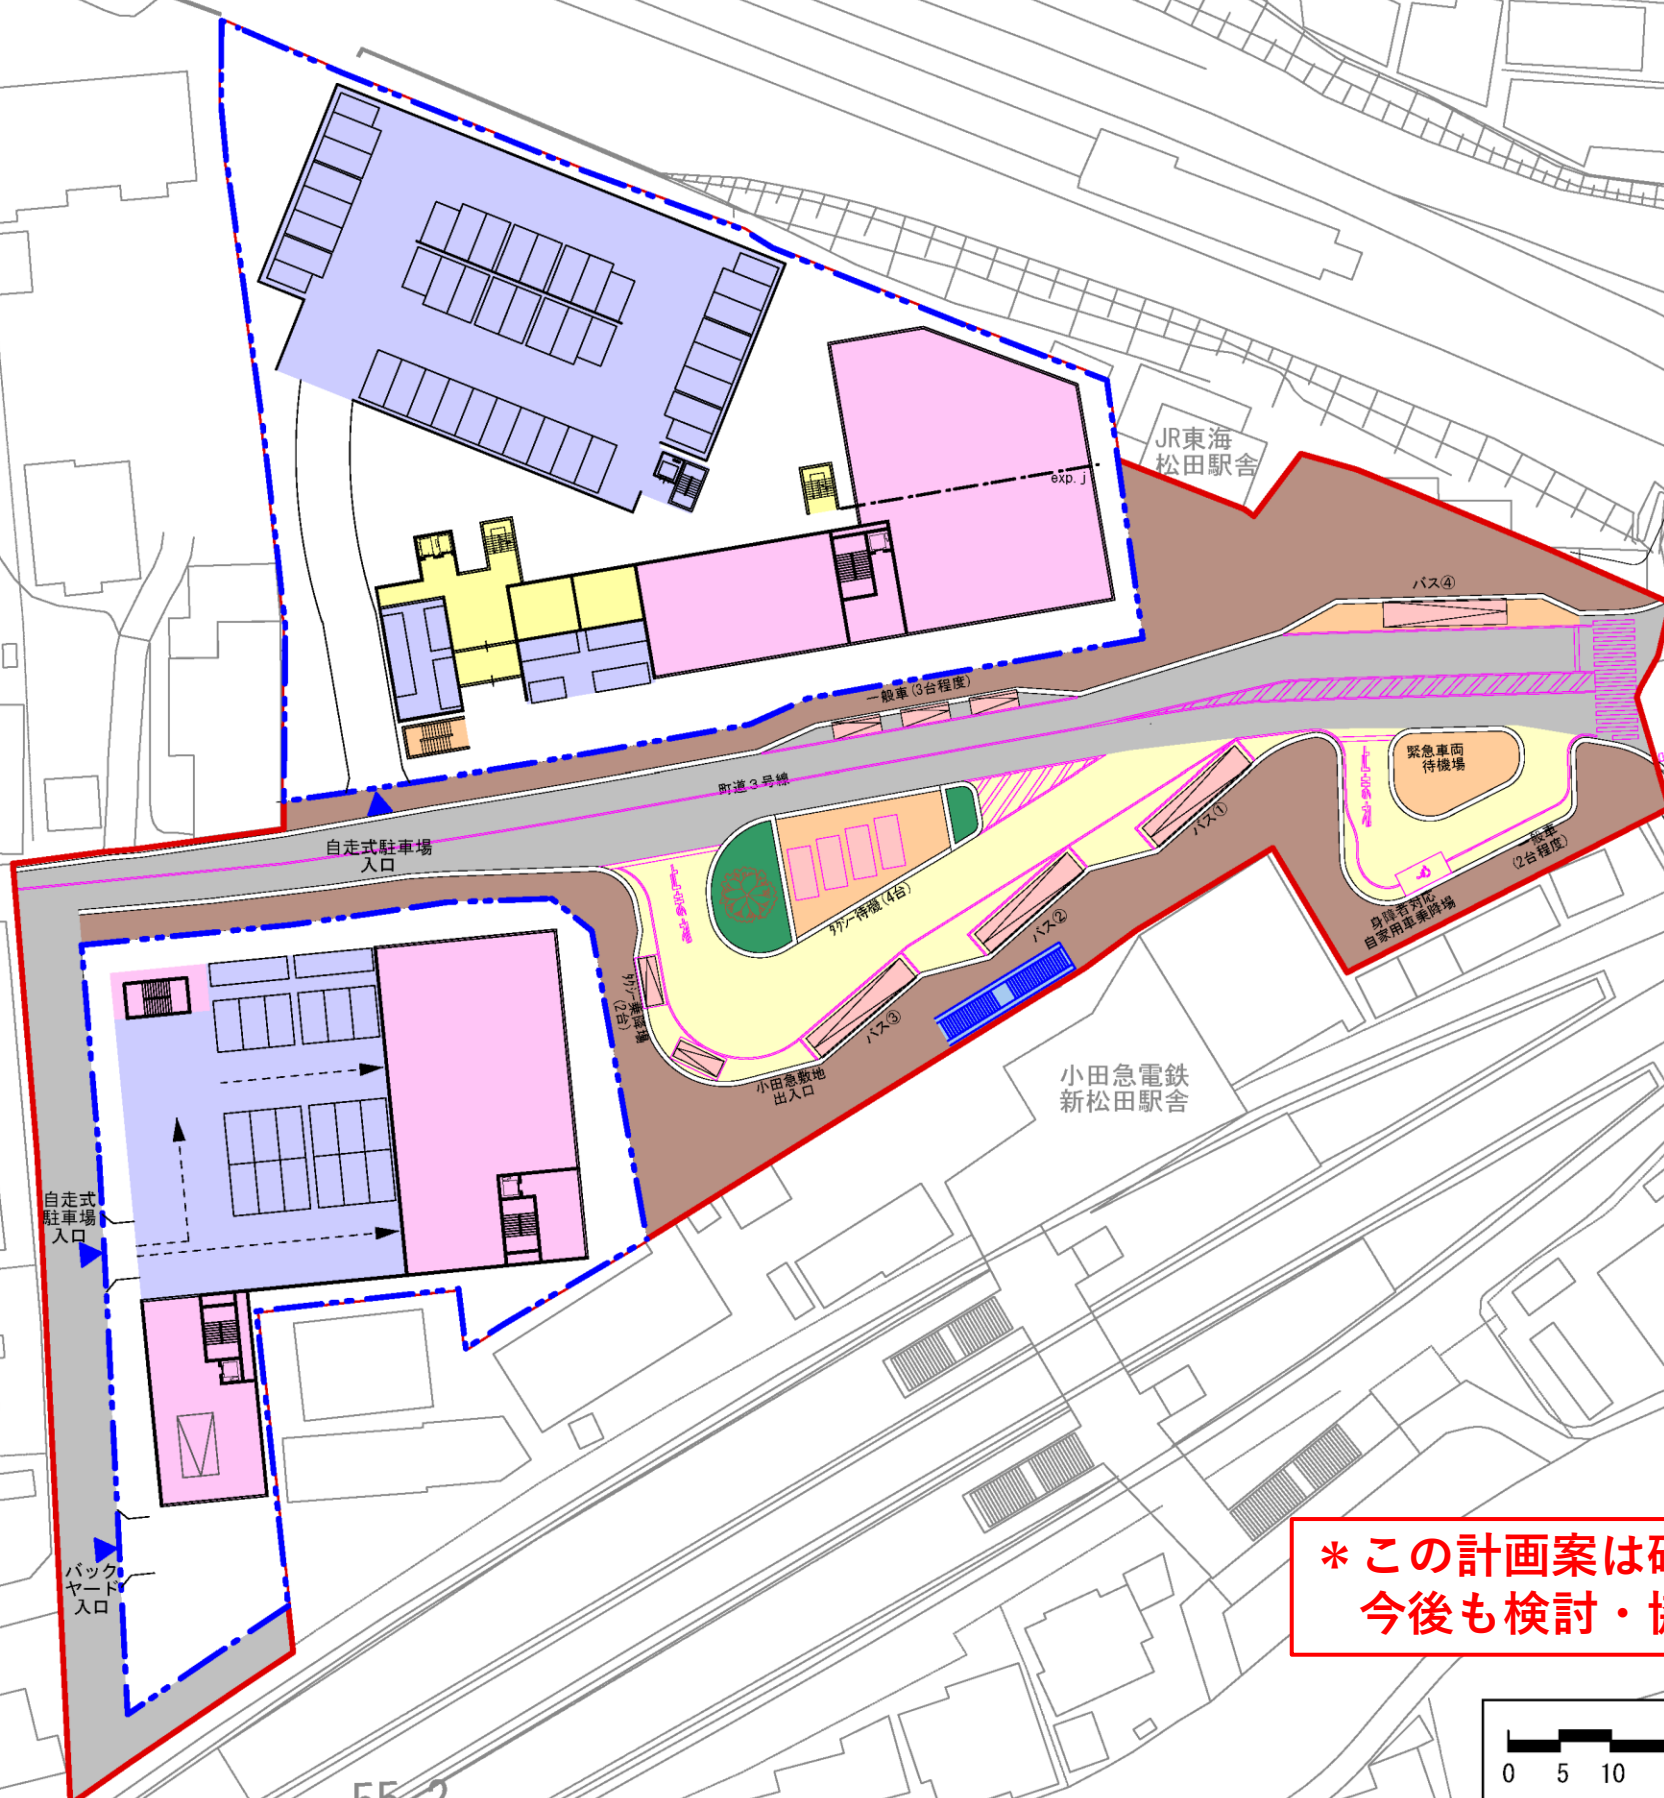 JR東海
松田駅舎
exp. j
バス④
一般車(3台程度)
緊急車両
待機場
町道3号線
自走式駐車場
入口
バス①
一般車
(2台程度)
タクシー待機(4台)
身障者対応
自家用車乗降場
バス②
タクシー乗降場
(2台)
バス③
小田急敷地
出入口
小田急電鉄
新松田駅舎
自走式
駐車場
入口
バック
ヤード
入口
＊この計画案は
今後も検討・
0 5 10